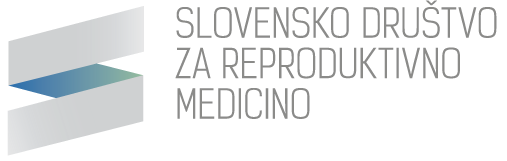 SLOVENSKO DRUŠTVO
ZA REPRODUKTIVNO
MEDICINO